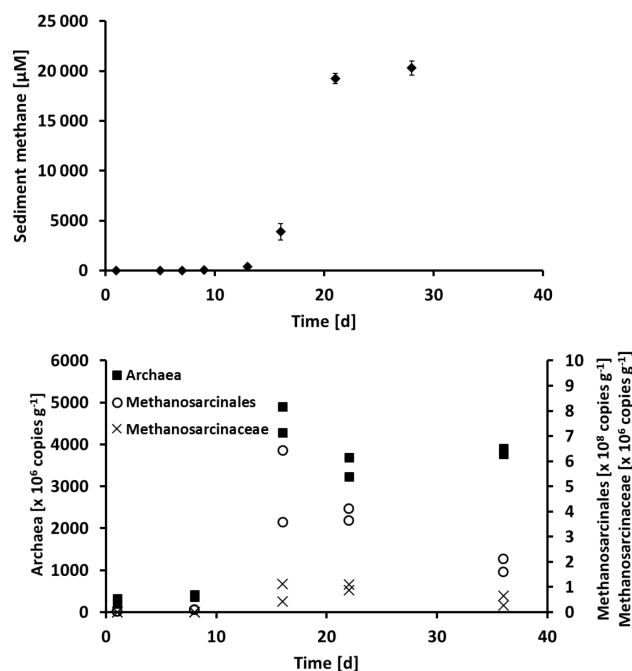 25 000
20 000
15 000
10 000
5000
0
Sediment methane [µM]
0 10 20 30 40
Time [d]
6000 10
Archaea 9
5000 Methanosarcinales 8
4000 Methanosarcinaceae 7
6
3000 5
4
2000 3
1000 2
1
0 0
Archaea [x 10⁶ copies g⁻¹]
Methanosarcinales [x 10⁸ copies g⁻¹]
Methanosarcinaceae [x 10⁶ copies g⁻¹]
0 10 20 30 40
Time [d]